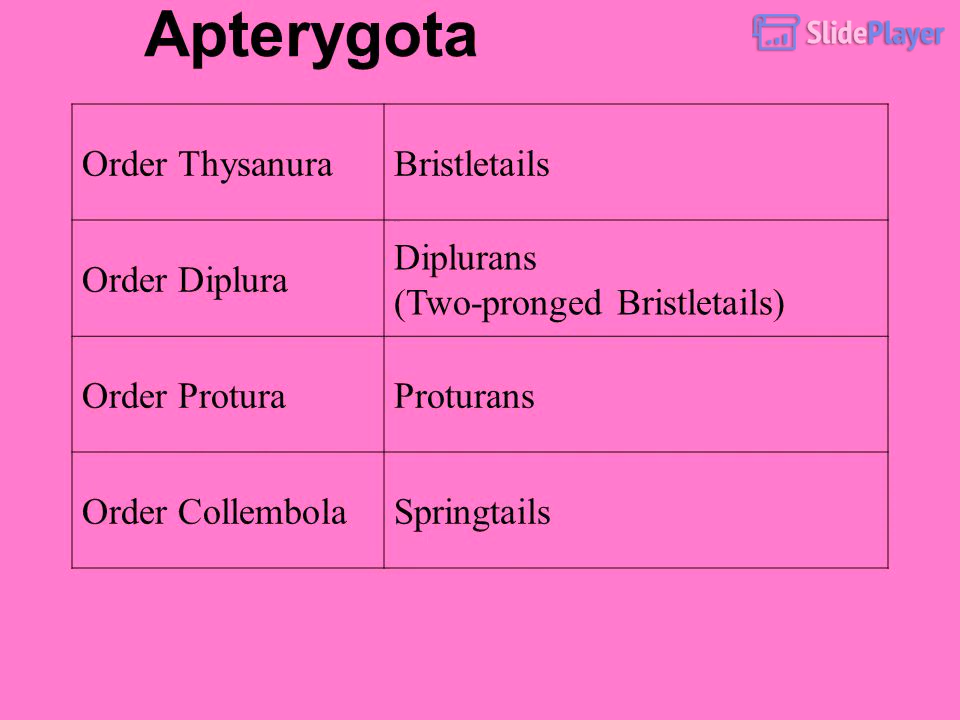 Apterygota
SlidePlayer
Order Thysanura
Bristletails
Order Diplura
Diplurans
(Two-pronged Bristletails)
Order Protura
Proturans
Order Collembola
Springtails